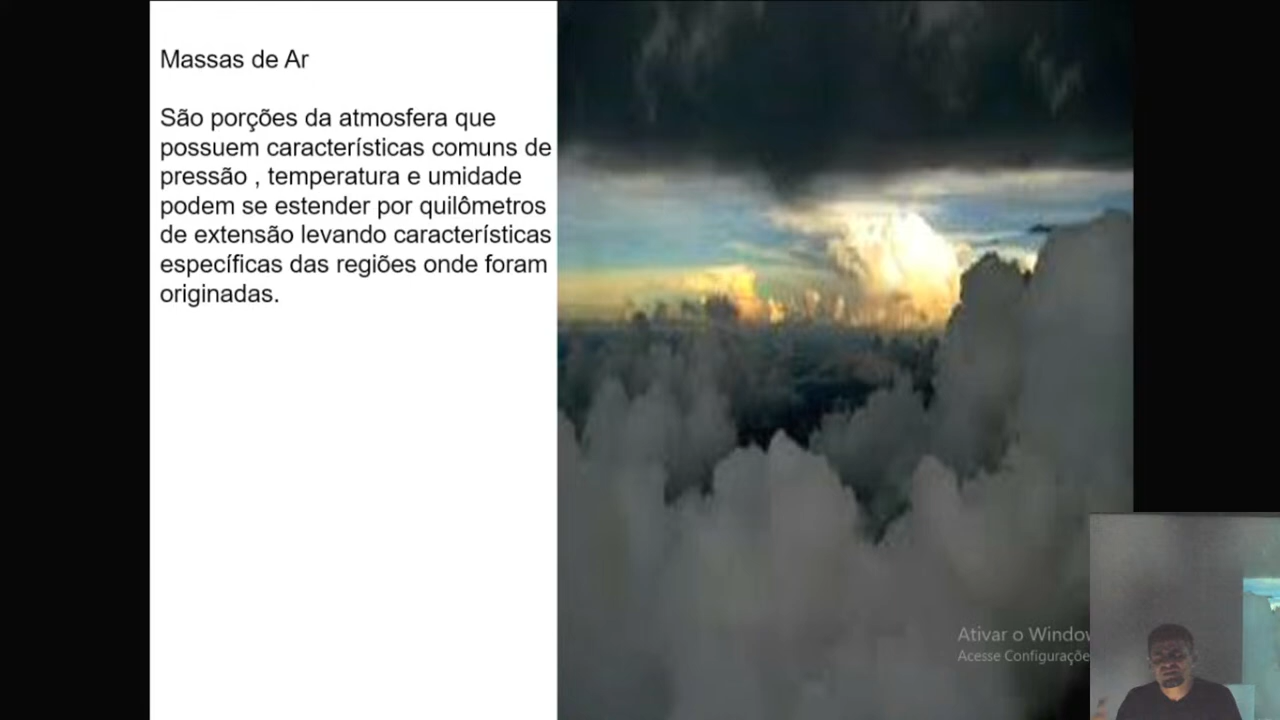 Massas de Ar
São porções da atmosfera que
possuem características comuns de
pressão , temperatura e umidade
podem se estender por quilômetros
de extensão levando características
específicas das regiões onde foram
originadas.
Ativar o Window
Acesse Configuraçõe